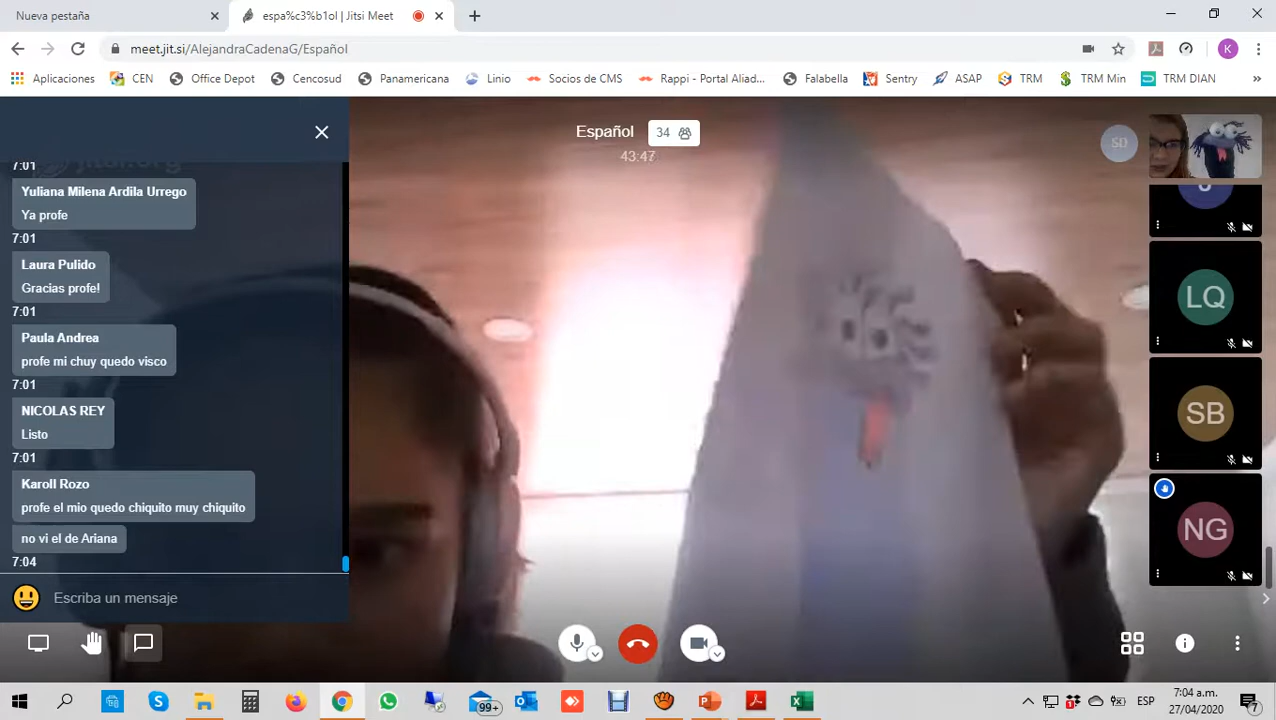 Nueva pestaña
espa%c3%b1ol | Jitsi Meet
meet.jit.si/AlejandraCadenaG/Español
K
Aplicaciones CEN Office Depot Cencosud Panamericana Linio Socios de CMS Rappi - Portal Aliad... Falabella Sentry ASAP TRM TRM Min TRM DIAN »
7:01
Yuliana Milena Ardila Urrego
Ya profe
7:01
Laura Pulido
Gracias profe!
7:01
Paula Andrea
profe mi chuy quedo visco
7:01
NICOLAS REY
Listo
7:01
Karoll Rozo
profe el mio quedo chiquito muy chiquito
no vi el de Ariana
7:04
Escriba un mensaje
Español 34
43:47
SD
LQ
SB
NG
99+
ESP
7:04 a.m.
27/04/2020
7